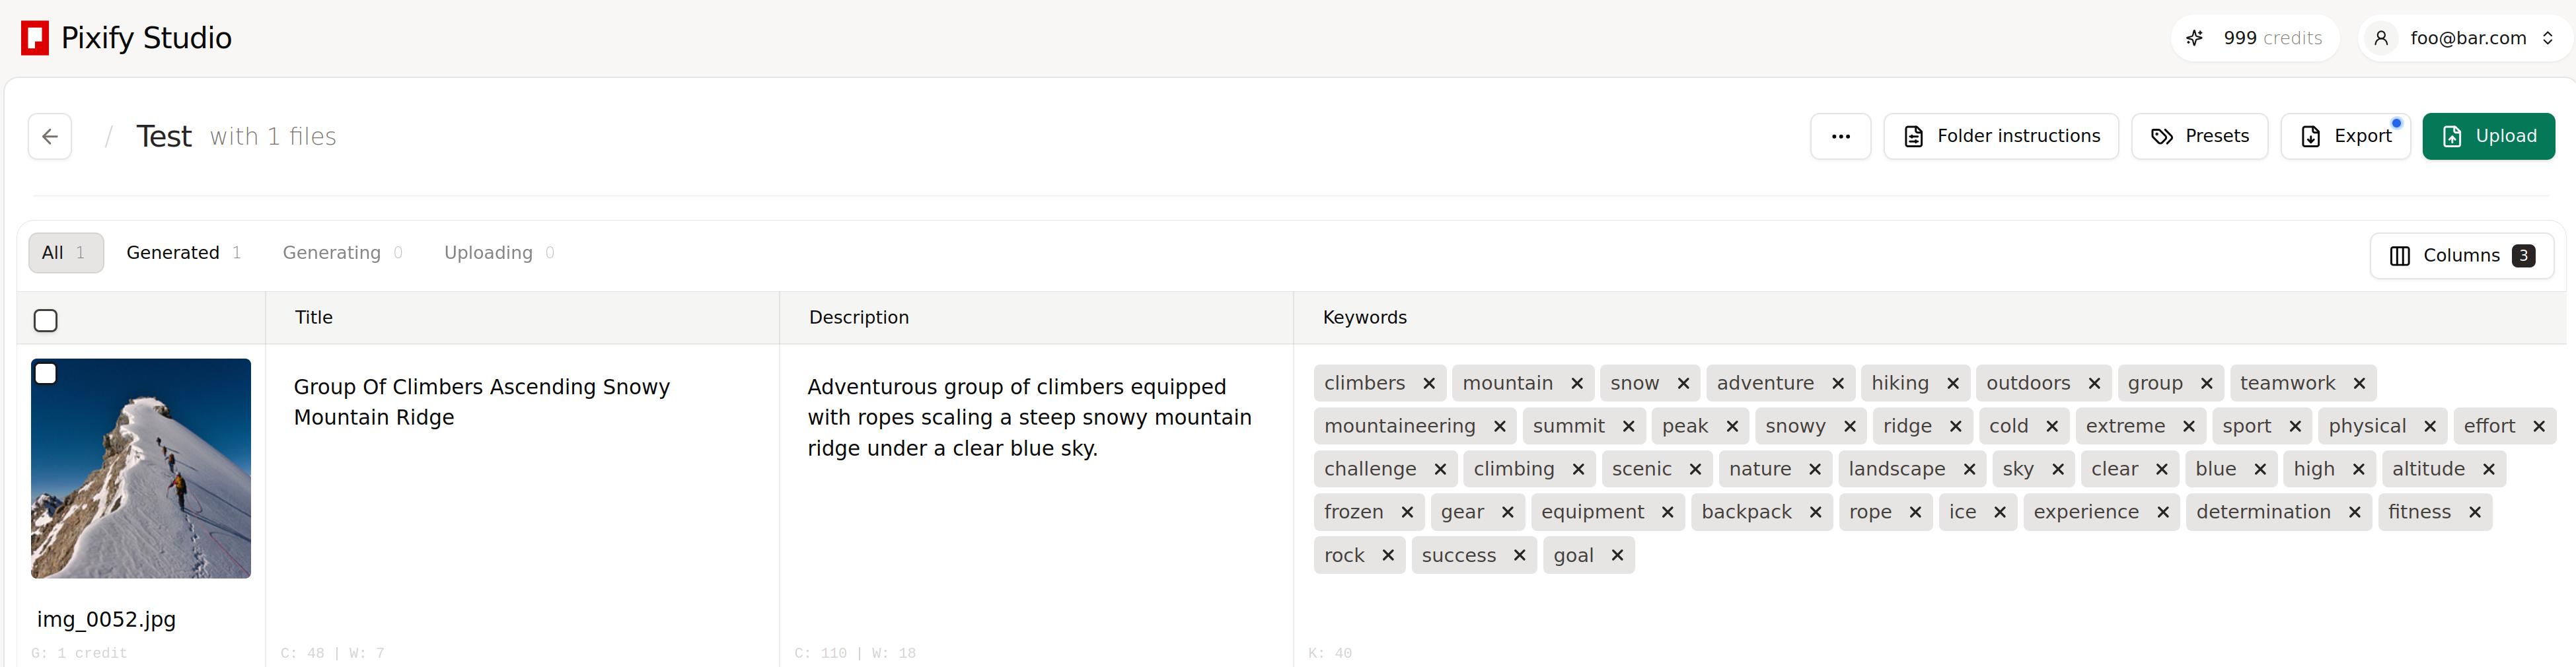 Pixify Studio
999 credits
foo@bar.com
/ Test with 1 files
Folder instructions
Presets
Export
Upload
All 1
Generated 1
Generating 0
Uploading 0
Columns 3
Title
Description
Keywords
Group Of Climbers Ascending Snowy
Mountain Ridge
Adventurous group of climbers equipped
with ropes scaling a steep snowy mountain
ridge under a clear blue sky.
climbers mountain snow adventure hiking outdoors group teamwork
mountaineering summit peak snowy ridge cold extreme sport physical effort
challenge climbing scenic nature landscape sky clear blue high altitude
frozen gear equipment backpack rope ice experience determination fitness
rock success goal
img_0052.jpg
G: 1 credit
C: 48 | W: 7
C: 110 | W: 18
K: 40